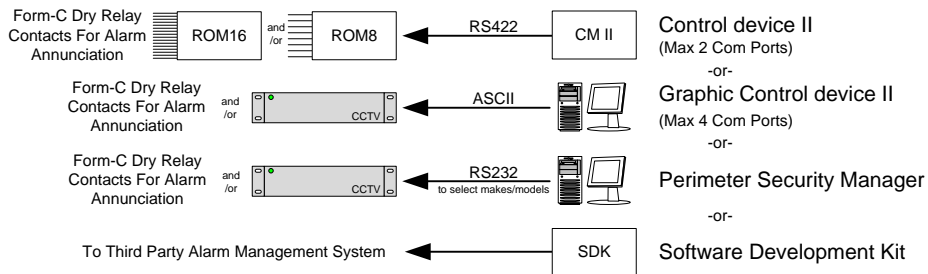 Form-C Dry Relay
Contacts For Alarm
Annunciation
ROM16
and
/or
ROM8
RS422
CM II
Control device II
(Max 2 Com Ports)
-or-
Form-C Dry Relay
Contacts For Alarm
Annunciation
and
/or
CCTV
ASCII
Graphic Control device II
(Max 4 Com Ports)
-or-
Form-C Dry Relay
Contacts For Alarm
Annunciation
and
/or
CCTV
RS232
to select makes/models
Perimeter Security Manager
-or-
To Third Party Alarm Management System
SDK
Software Development Kit